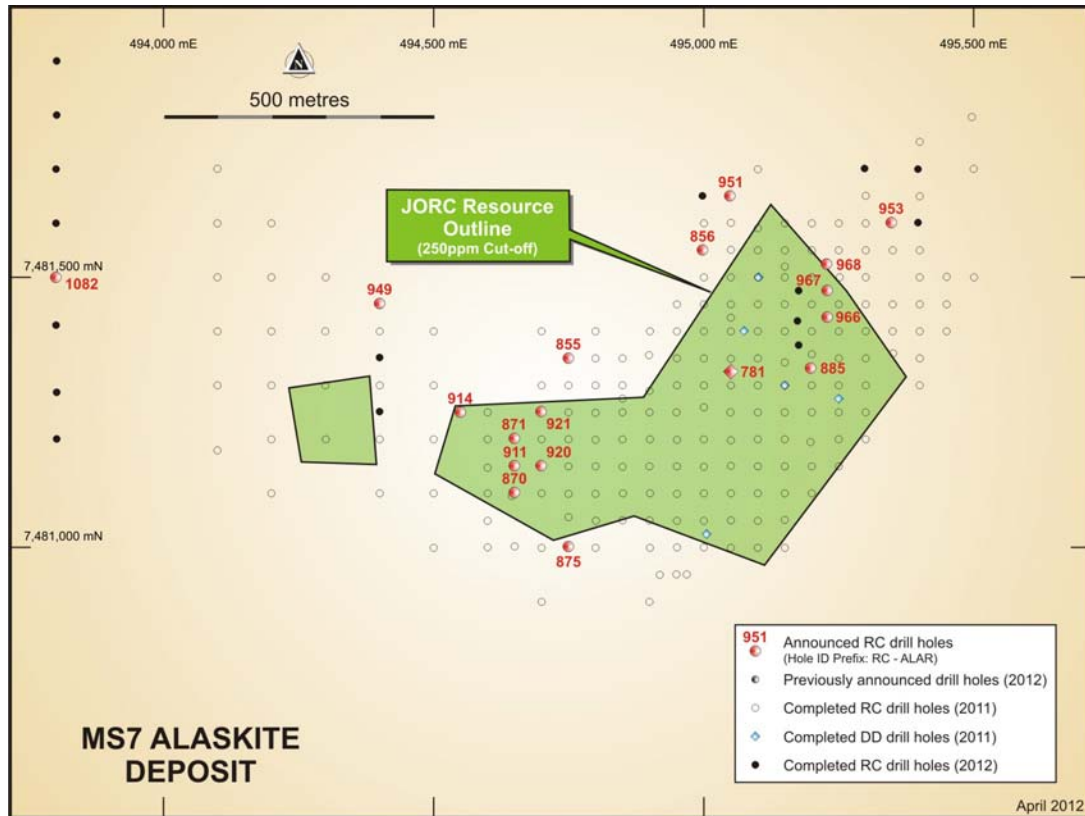 494,000 mE
494,500 mE
495,000 mE
495,500 mE
N
500 metres
951
953
JORC Resource
Outline
(250ppm Cut-off)
856
968
7,481,500 mN
1082
949
967
966
855
781
885
914
871
921
911
920
870
7,481,000 mN
875
951
Announced RC drill holes
(Hole ID Prefix: RC - ALAR)
Previously announced drill holes (2012)
Completed RC drill holes (2011)
Completed DD drill holes (2011)
Completed RC drill holes (2012)
MS7 ALASKITE
DEPOSIT
April 2012